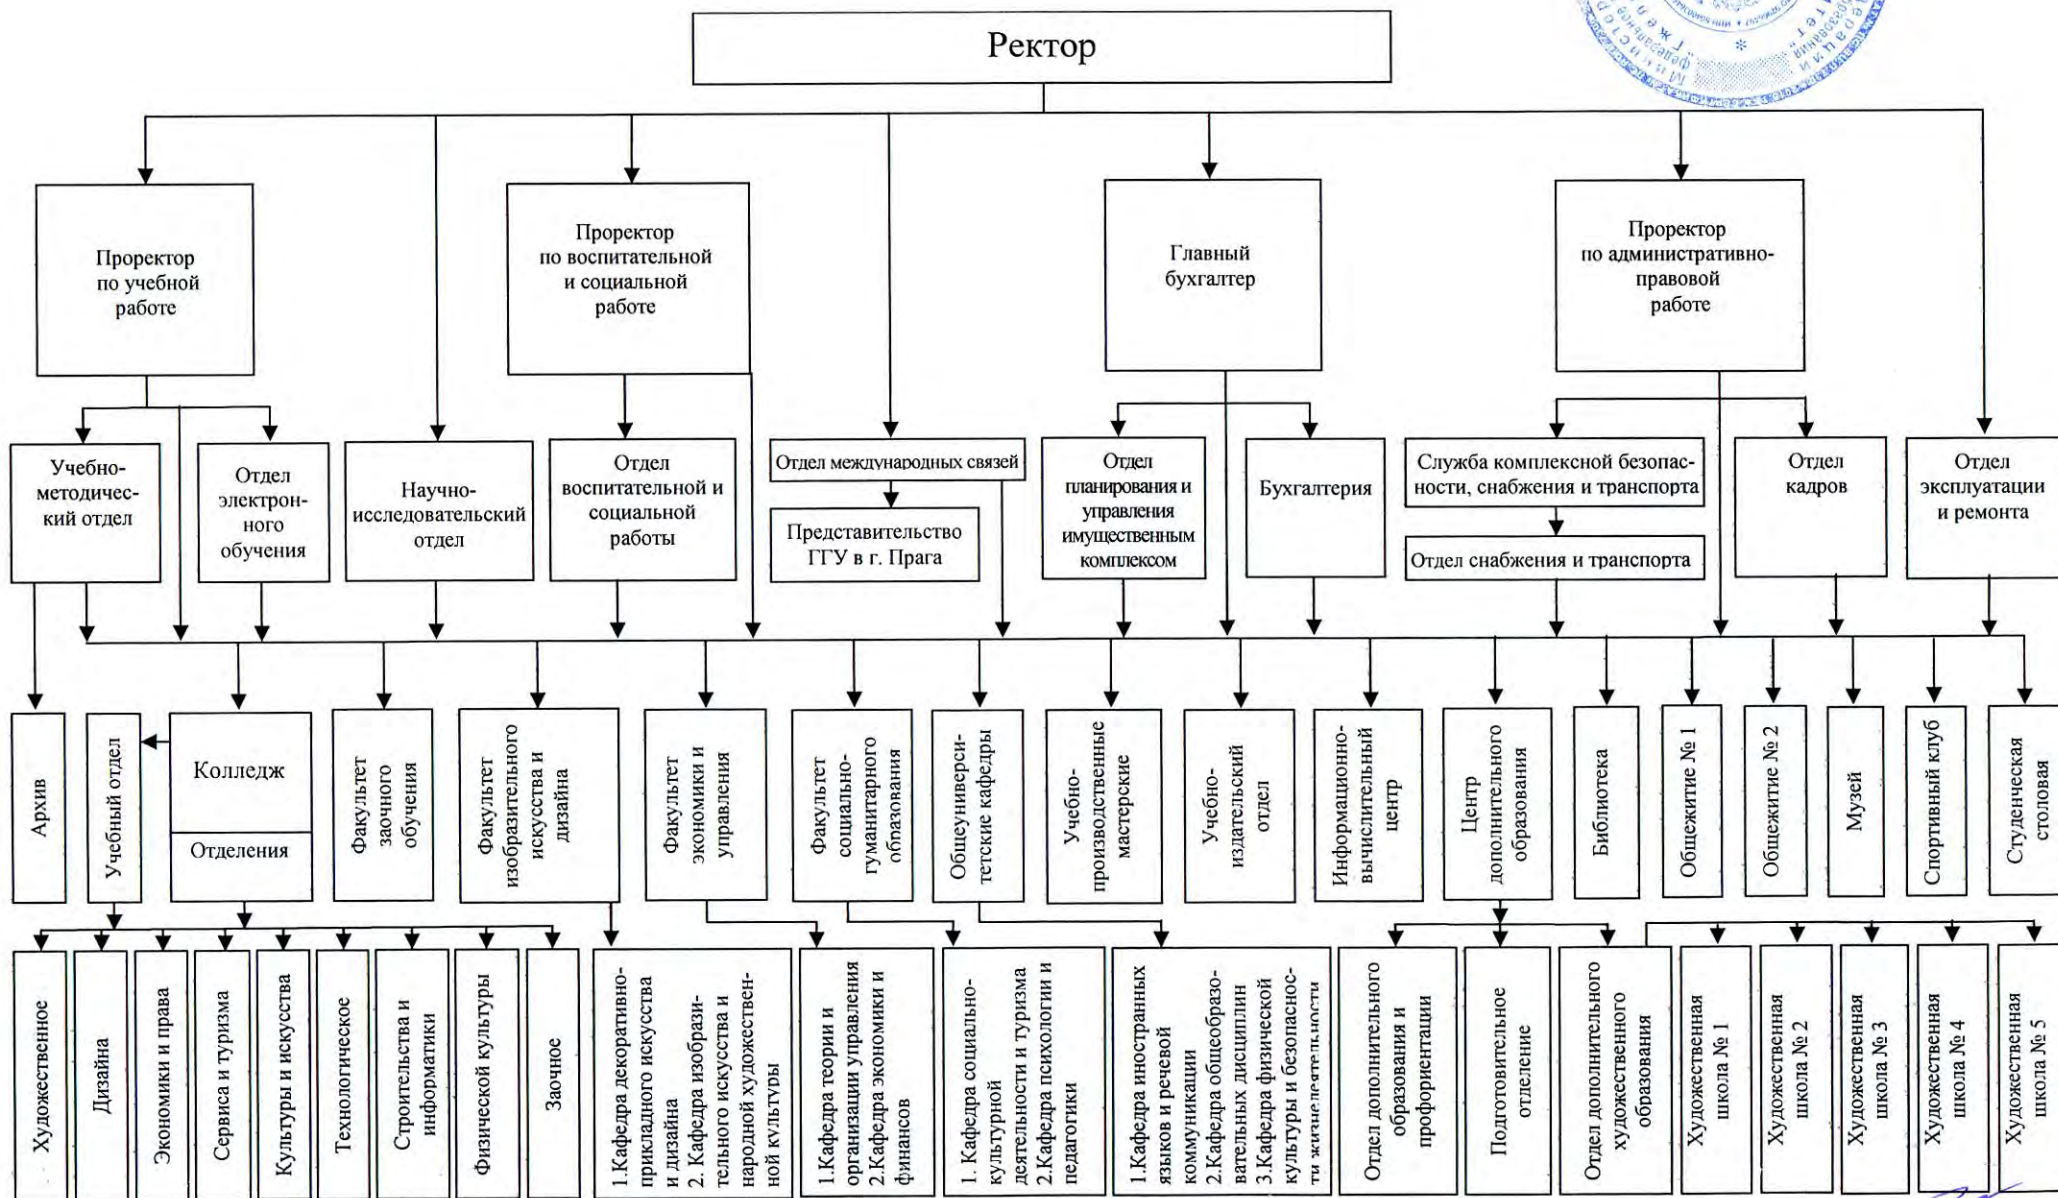 Ректор
Проректор
по учебной
работе
Проректор
по воспитательной
и социальной
работе
Главный
бухгалтер
Проректор
по административно-
правовой
работе
Учебно-
методичес-
кий отдел
Отдел
электрон-
ного
обучения
Научно-
исследовательский
отдел
Отдел
воспитательной и
социальной
работы
Отдел международных связей
Представительство
ГГУ в г. Прага
Отдел
планирования и
управления
имущественным
комплексом
Бухгалтерия
Служба комплексной безопас-
ности, снабжения и транспорта
Отдел снабжения и транспорта
Отдел
кадров
Отдел
эксплуатации
и ремонта
Архив
Учебный отдел
Колледж
Отделения
Факультет
заочного
обучения
Факультет
изобразительного
искусства и
дизайна
Факультет
экономики и
управления
Факультет
социально-
гуманитарного
образования
Общеуниверси-
тетские кафедры
Учебно-
производственные
мастерские
Учебно-
издательский
отдел
Информационно-
вычислительный
центр
Центр
дополнительного
образования
Библиотека
Общежитие № 1
Общежитие № 2
Музей
Спортивный клуб
Студенческая
столовая
Художественное
Дизайна
Экономики и права
Сервиса и туризма
Культуры и искусства
Технологическое
Строительства и
информатики
Физической культуры
Заочное
1.Кафедра декоративно-
прикладного искусства
и дизайна
2. Кафедра изобрази-
тельного искусства и
народной художествен-
ной культуры
1.Кафедра теории и
организации управления
2.Кафедра экономики и
финансов
1. Кафедра социально-
культурной
деятельности и туризма
2.Кафедра психологии и
педагогики
1.Кафедра иностранных
языков и речевой
коммуникации
2.Кафедра общеобразо-
вательных дисциплин
3.Кафедра физической
культуры и безопаснос-
ти жизнедеятельности
Отдел дополнительного
образования и
профориентации
Подготовительное
отделение
Отдел дополнительного
художественного
образования
Художественная
школа № 1
Художественная
школа № 2
Художественная
школа № 3
Художественная
школа № 4
Художественная
школа № 5